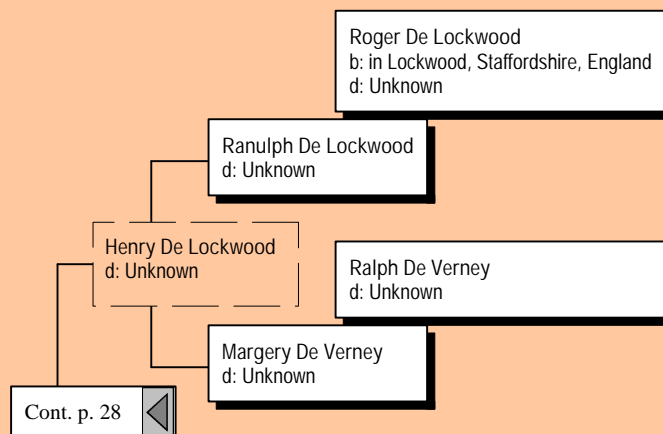 Roger De Lockwood
b: in Lockwood, Staffordshire, England
d: Unknown
Ranulph De Lockwood
d: Unknown
Henry De Lockwood
d: Unknown
Ralph De Verney
d: Unknown
Margery De Verney
d: Unknown
Cont. p. 28